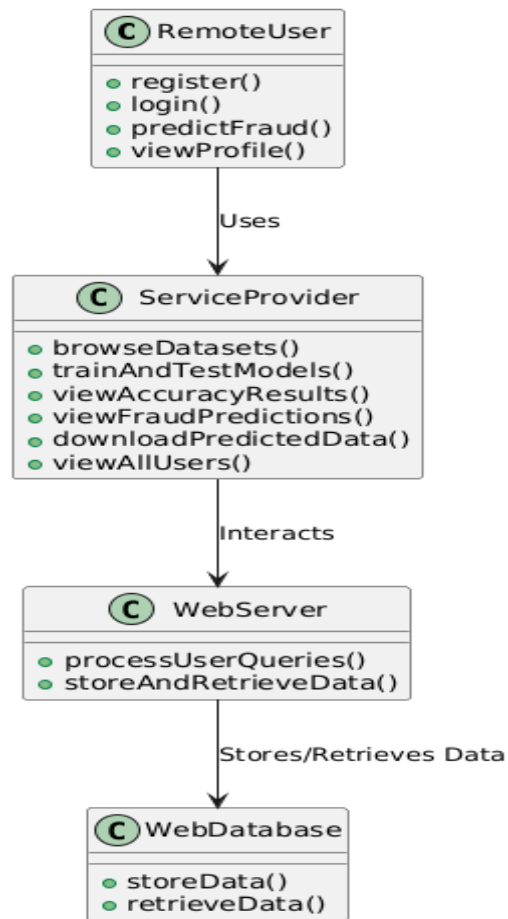 C RemoteUser
register()
login()
predictFraud()
viewProfile()
Uses
C ServiceProvider
browseDatasets()
trainAndTestModels()
viewAccuracyResults()
viewFraudPredictions()
downloadPredictedData()
viewAllUsers()
Interacts
C WebServer
processUserQueries()
storeAndRetrieveData()
Stores/Retrieves Data
C WebDatabase
storeData()
retrieveData()